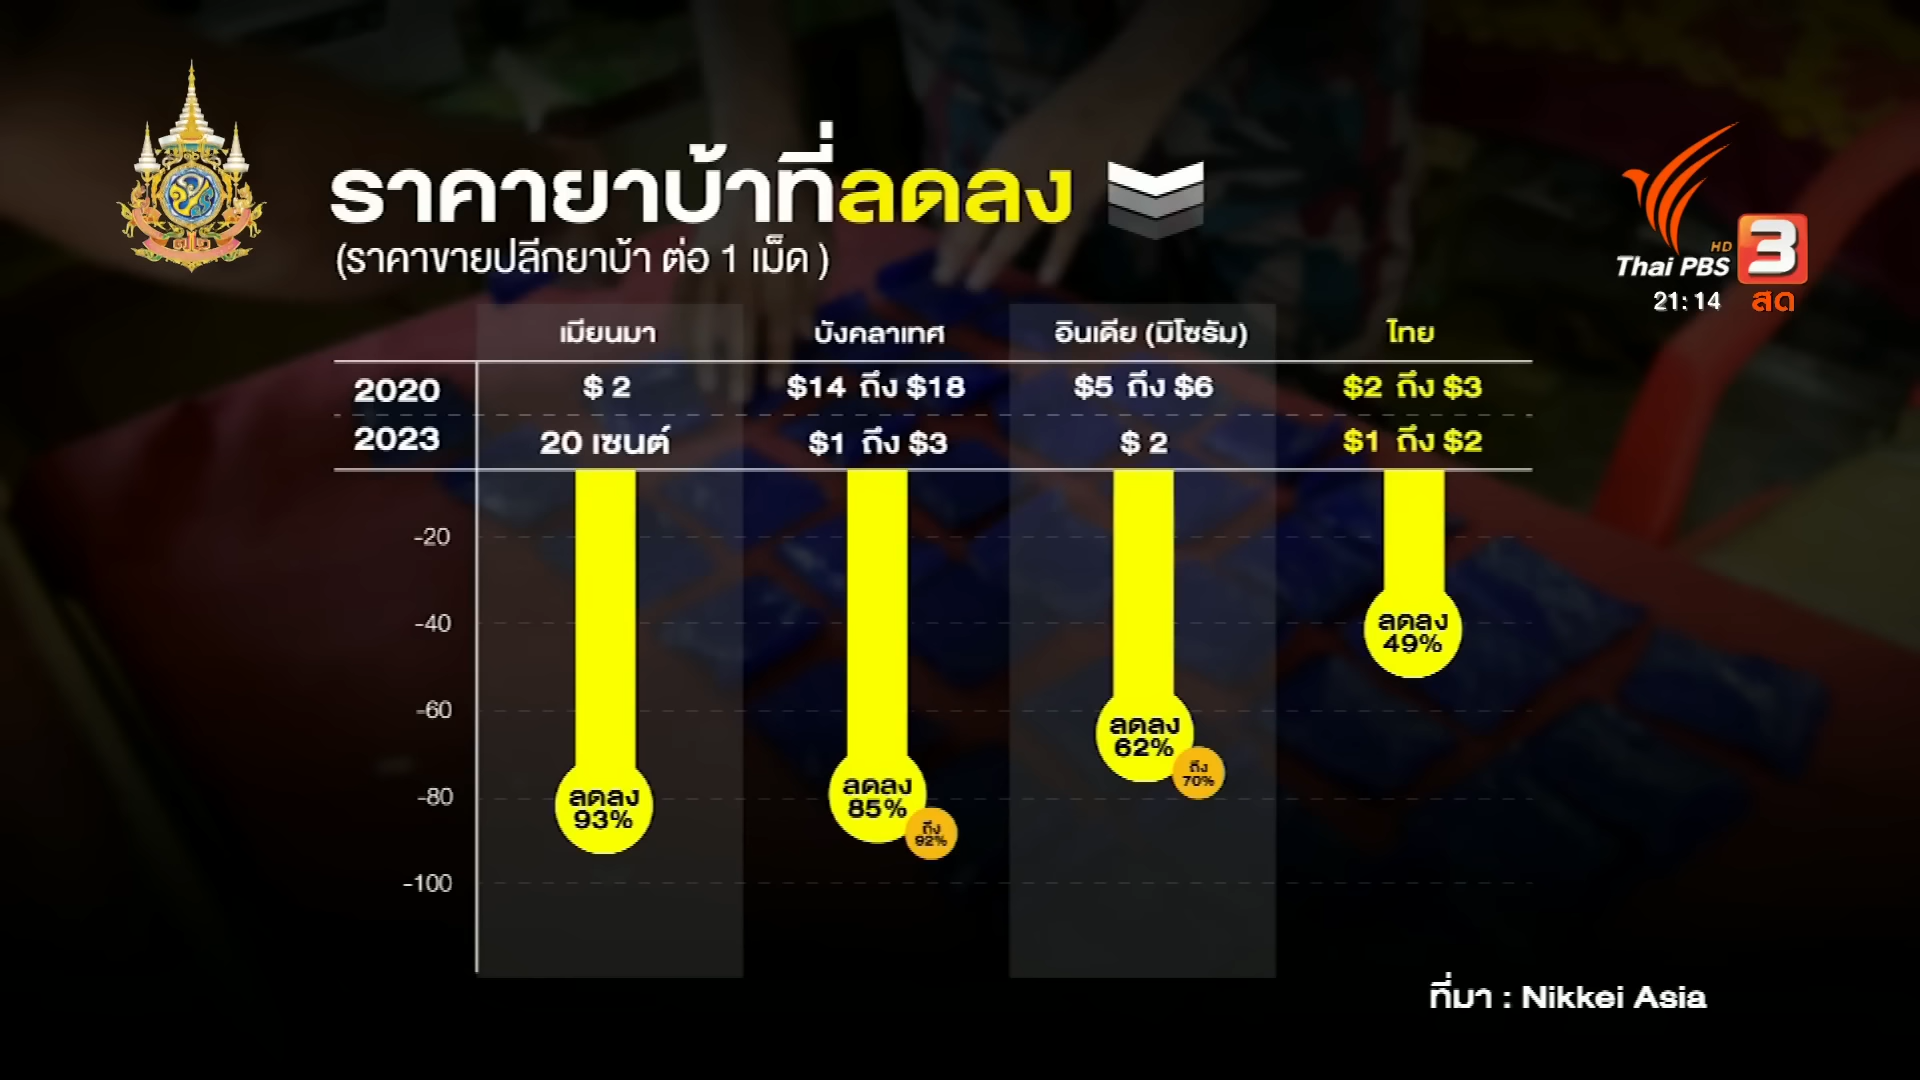 ราคายาบ้าที่ลดลง
(ราคาขายปลีกยาบ้า ต่อ 1 เม็ด )
HD
Thai PBS 3
21:14 สด
เมียนมา บังคลาเทศ อินเดีย (มิโซรัม) ไทย
2020 $ 2 $14 ถึง $18 $5 ถึง $6 $2 ถึง $3
2023 20 เซนต์ $1 ถึง $3 $ 2 $1 ถึง $2
-20
-40
-60
-80
-100
ลดลง
93%
ลดลง
85%
ถึง
92%
ลดลง
62%
ถึง
70%
ลดลง
49%
ที่มา : Nikkei Asia